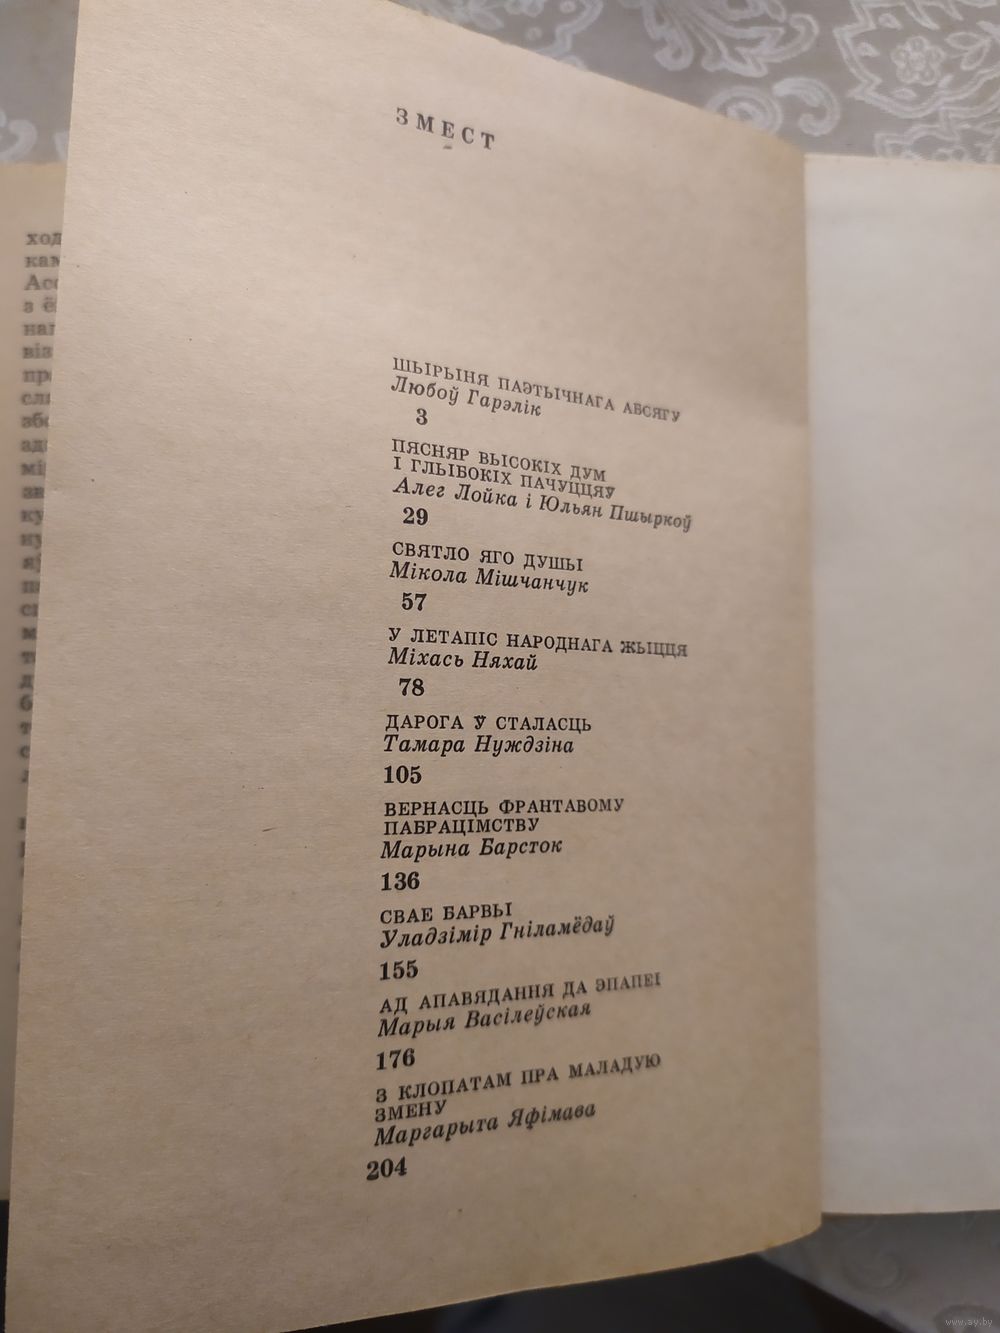 ЗМЕСТ
ШЫРЫНЯ ПАЭТЫЧНАГА АБСЯГУ
Любоў Гарэлік
3
ПЯСНЯР ВЫСОКІХ ДУМ
І ГЛЫБОКІХ ПАЧУЦЦЯЎ
Алег Лойка і Юльян Пшыркоў
29
СВЯТЛО ЯГО ДУШЫ
Мікола Мішчанчук
57
У ЛЕТАПІС НАРОДНАГА ЖЫЦЦЯ
Міхась Няхай
78
ДАРОГА Ў СТАЛАСЦЬ
Тамара Нуждзіна
105
ВЕРНАСЦЬ ФРАНТАВОМУ
ПАБРАЦІМСТВУ
Марына Барсток
136
СВАЕ БАРВЫ
Уладзімір Гніламёдаў
155
АД АПАВЯДАННЯ ДА ЭПАПЕІ
Марыя Васілеўская
176
З КЛОПАТАМ ПРА МАЛАДУЮ
ЗМЕНУ
Маргарыта Яфімава
204
www.ay.by